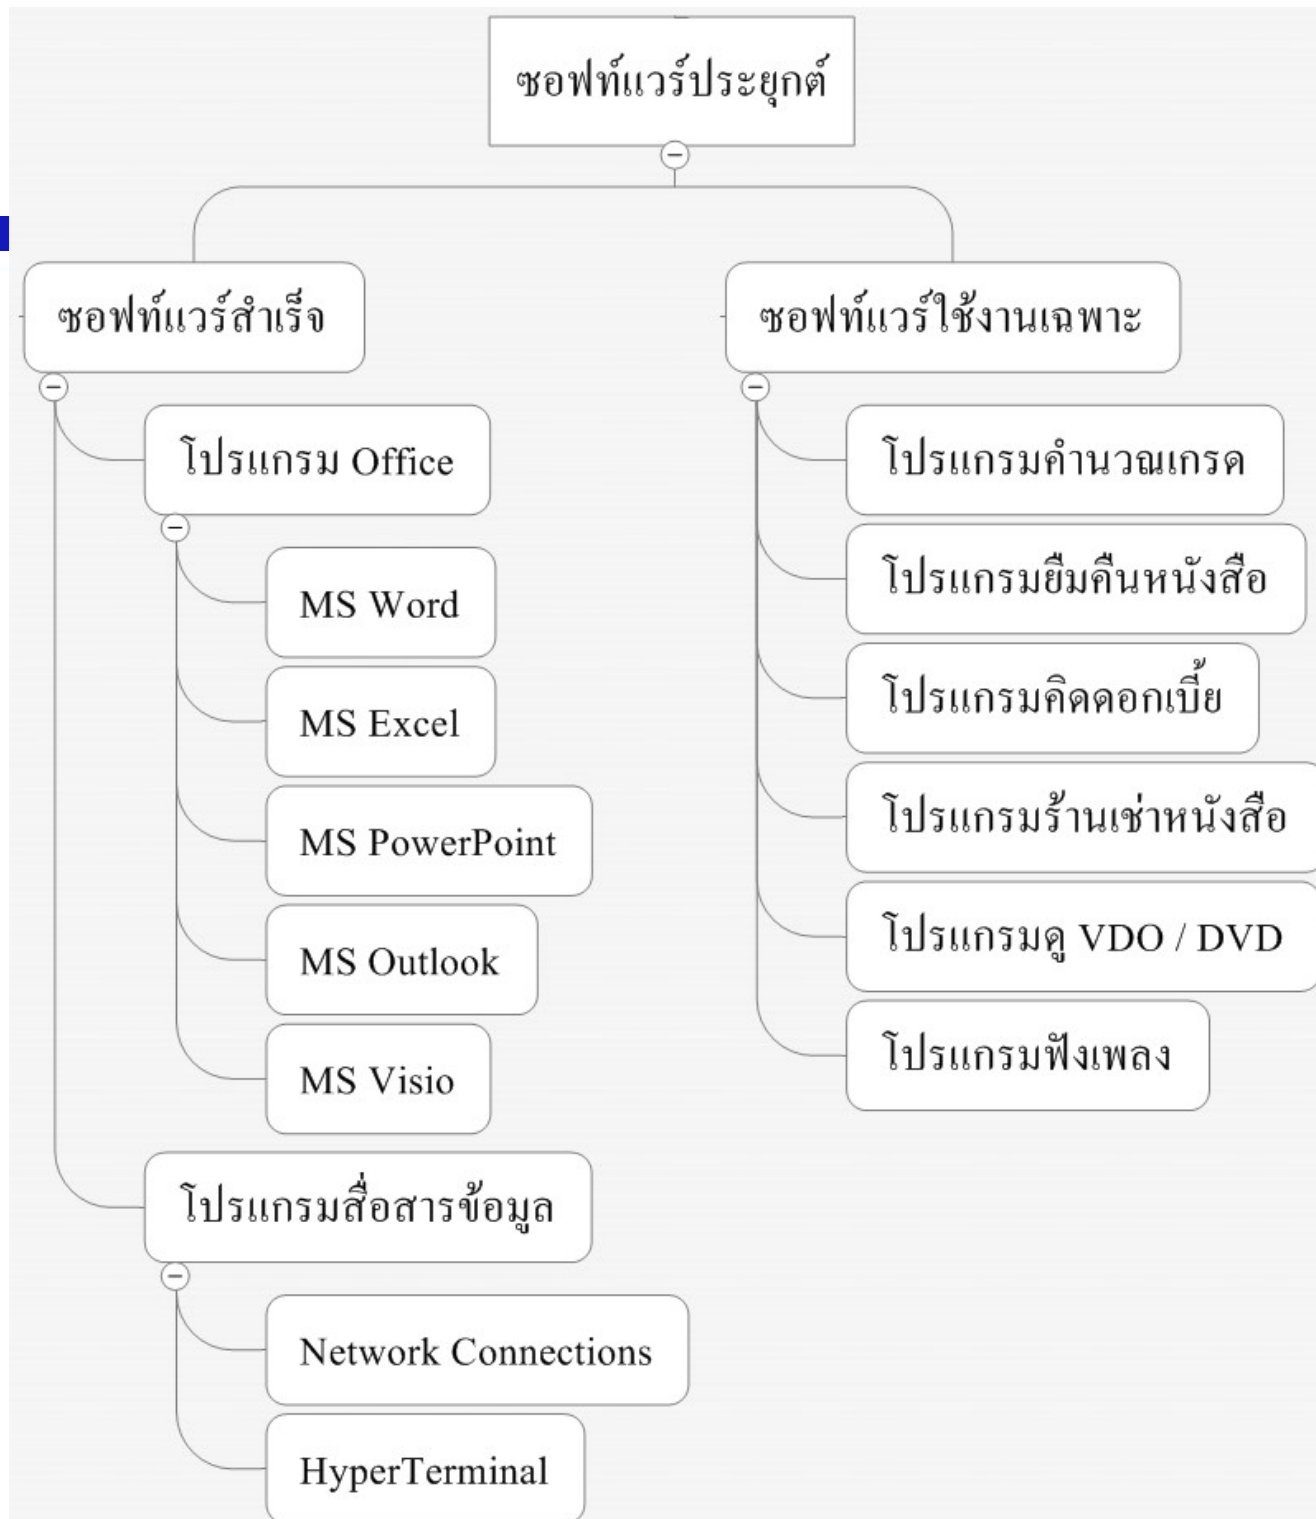 ซอฟท์แวร์ประยุกต์
ซอฟท์แวร์สำเร็จ
โปรแกรม Office
MS Word
MS Excel
MS PowerPoint
MS Outlook
MS Visio
โปรแกรมสื่อสารข้อมูล
Network Connections
HyperTerminal
ซอฟท์แวร์ใช้งานเฉพาะ
โปรแกรมคำนวณเกรด
โปรแกรมยืมคืนหนังสือ
โปรแกรมคิดดอกเบี้ย
โปรแกรมร้านเช่าหนังสือ
โปรแกรมดู VDO / DVD
โปรแกรมฟังเพลง